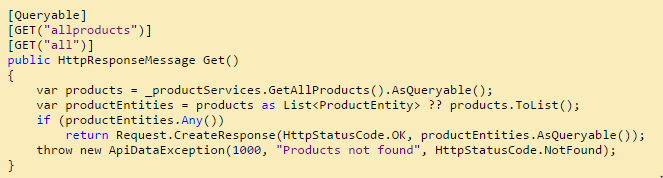 [Queryable]
[GET("allproducts")]
[GET("all")]
public HttpResponseMessage Get()
{
    var products = _productServices.GetAllProducts().AsQueryable();
    var productEntities = products as List<ProductEntity> ?? products.ToList();
    if (productEntities.Any())
        return Request.CreateResponse(HttpStatusCode.OK, productEntities.AsQueryable());
    throw new ApiDataException(1000, "Products not found", HttpStatusCode.NotFound);
}